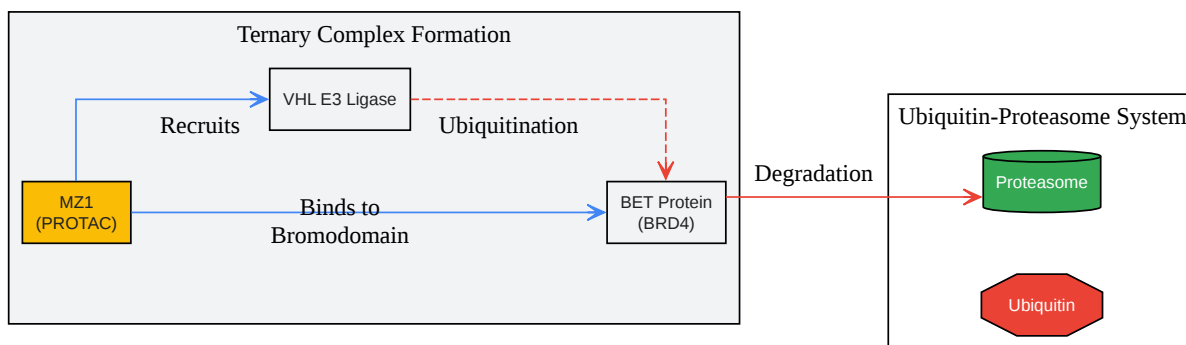 Ternary Complex Formation
VHL E3 Ligase
Recruits
Ubiquitination
MZ1
(PROTAC)
Binds to
Bromodomain
BET Protein
(BRD4)
Degradation
Ubiquitin-Proteasome System
Proteasome
Ubiquitin